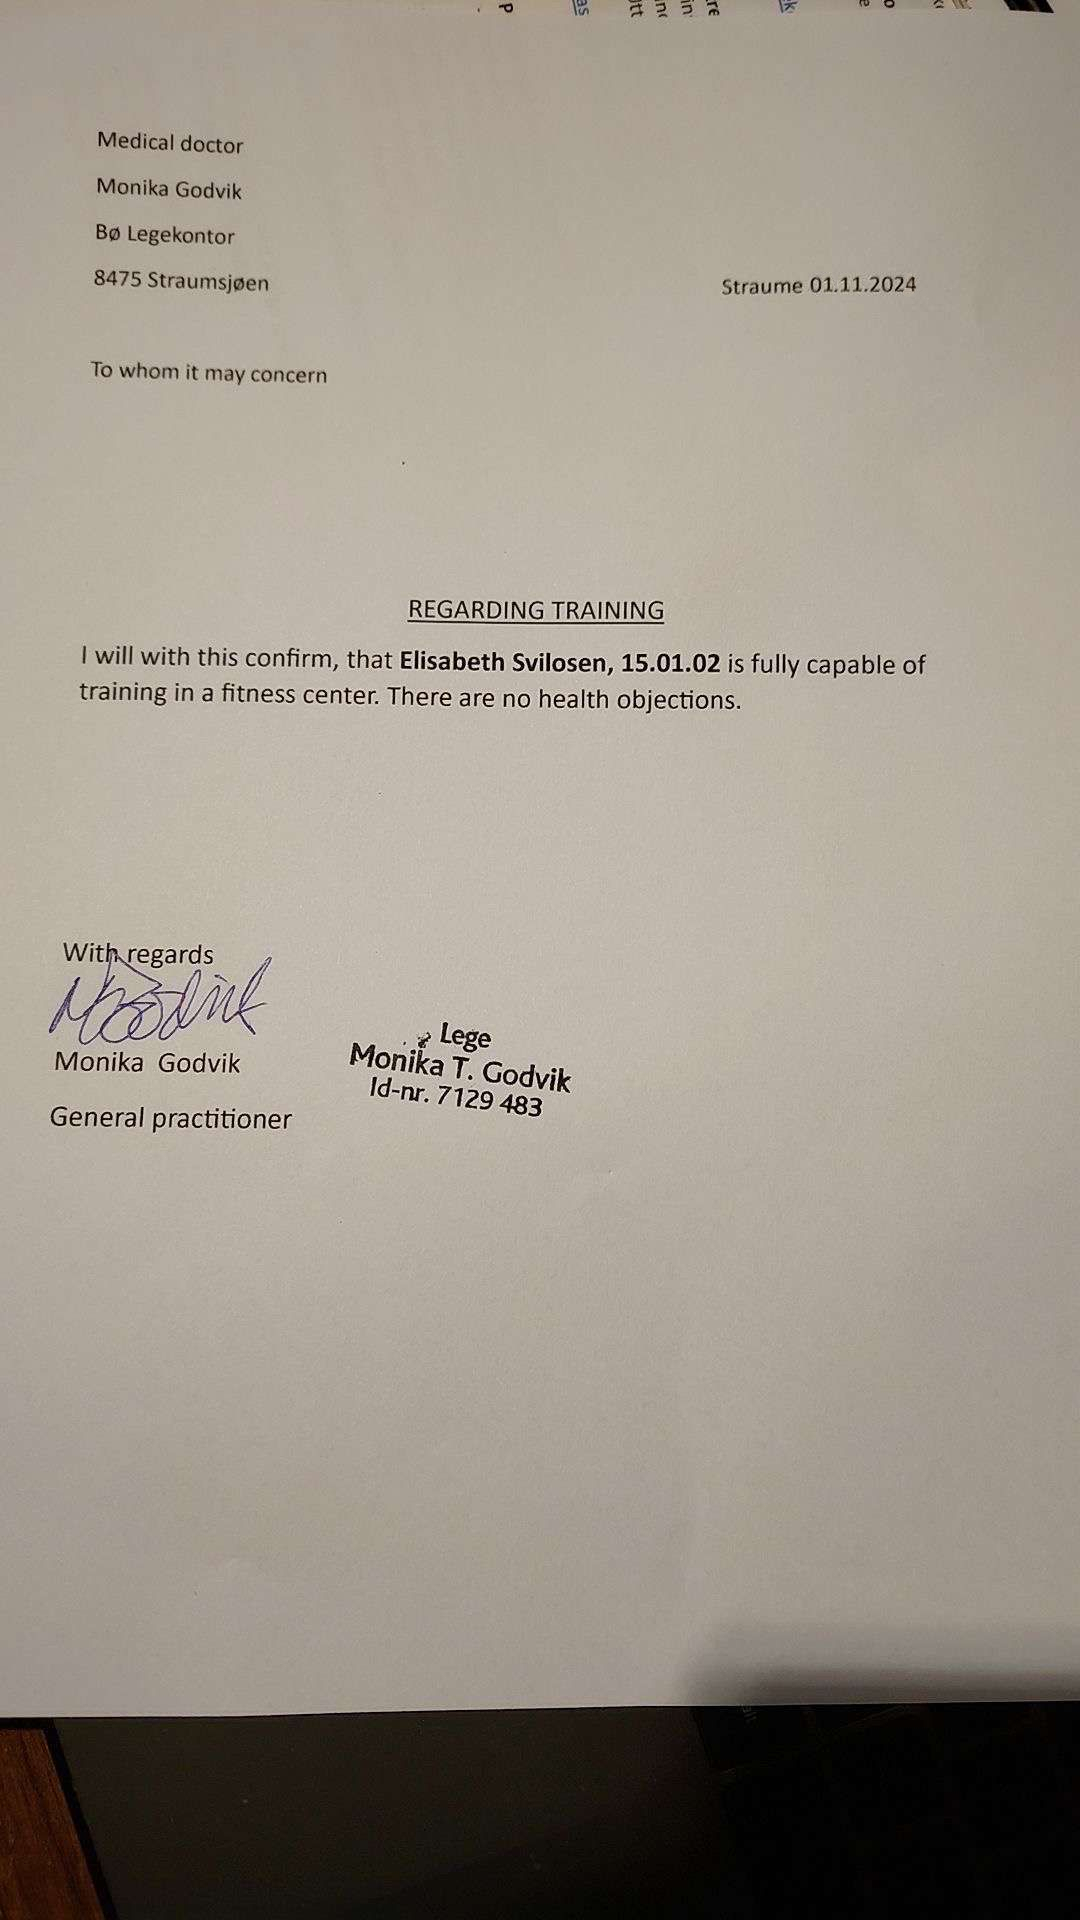 Medical doctor
Monika Godvik
Bø Legekontor
8475 Straumsjøen
Straume 01.11.2024
To whom it may concern
REGARDING TRAINING
I will with this confirm, that Elisabeth Svilosen, 15.01.02 is fully capable of
training in a fitness center. There are no health objections.
With regards
Monika Godvik
General practitioner
Lege
Monika T. Godvik
Id-nr. 7129 483